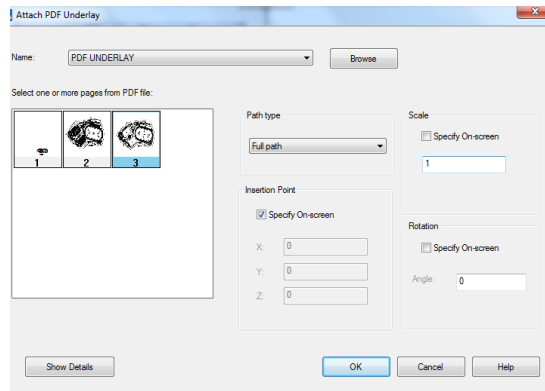 Attach PDF Underlay
Name: PDF UNDERLAY Browse
Select one or more pages from PDF file:
1 2 3
Path type
Full path
Insertion Point
Specify On-screen
X: 0
Y: 0
Z: 0
Scale
Specify On-screen
1
Rotation
Specify On-screen
Angle: 0
Show Details OK Cancel Help